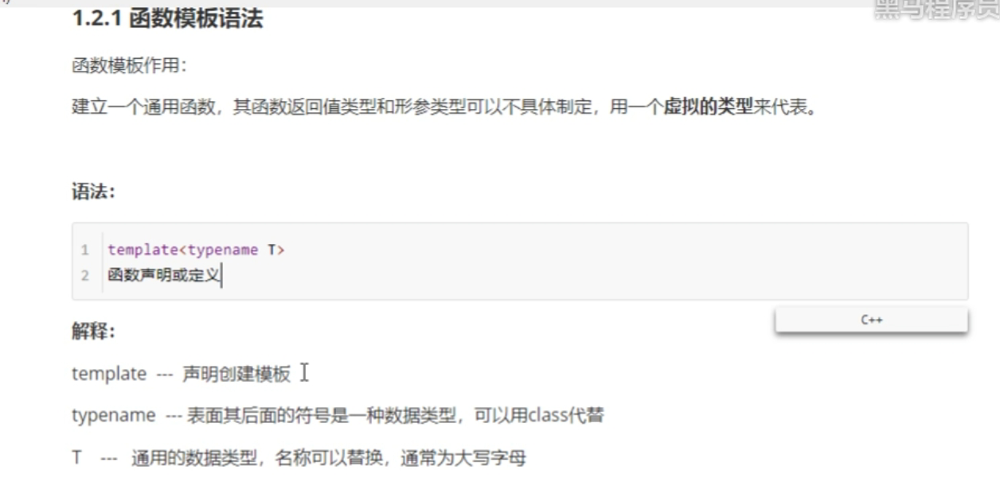 黑马程序员
1.2.1 函数模板语法
函数模板作用：
建立一个通用函数，其函数返回值类型和形参类型可以不具体制定，用一个虚拟的类型来代表。
语法：
1 template<typename T>
2 函数声明或定义
C++
解释：
template --- 声明创建模板
typename --- 表面其后面的符号是一种数据类型，可以用class代替
T --- 通用的数据类型，名称可以替换，通常为大写字母